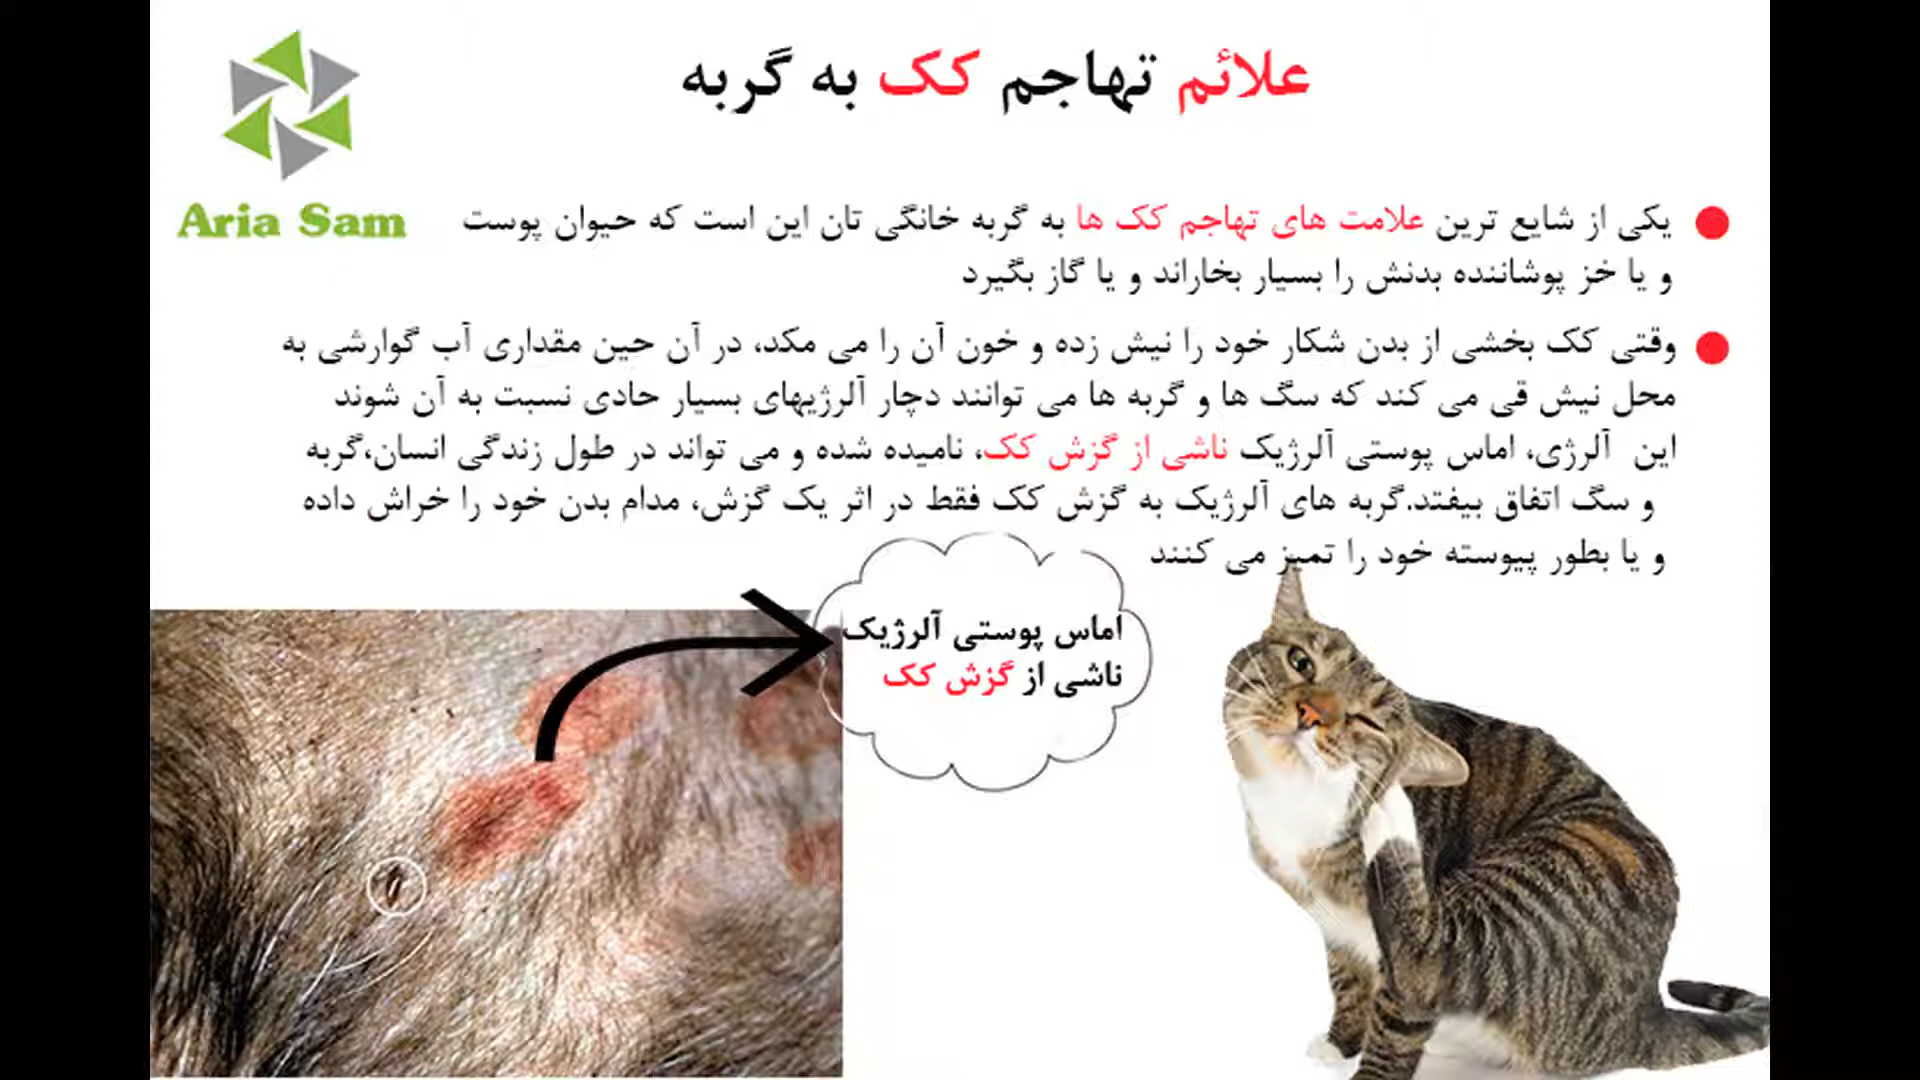 علائم تهاجم کک به گربه
Aria Sam
یکی از شایع ترین علامت های تهاجم کک ها به گربه خانگی تان این است که حیوان پوست
و یا خز پوشاننده بدنش را بسیار بخاراند و یا گاز بگیرد
وقتی کک بخشی از بدن شکار خود را نیش زده و خون آن را می مکد، در آن حین مقداری آب گوارشی به
محل نیش قی می کند که سگ ها و گربه ها می توانند دچار آلرژیهای بسیار حادی نسبت به آن شوند
این آلرژی، اماس پوستی آلرژیک ناشی از گزش کک، نامیده شده و می تواند در طول زندگی انسان،گربه
و سگ اتفاق بیفتد.گربه های آلرژیک به گزش کک فقط در اثر یک گزش، مدام بدن خود را خراش داده
و یا بطور پیوسته خود را تمیز می کنند
اماس پوستی آلرژیک
ناشی از گزش کک